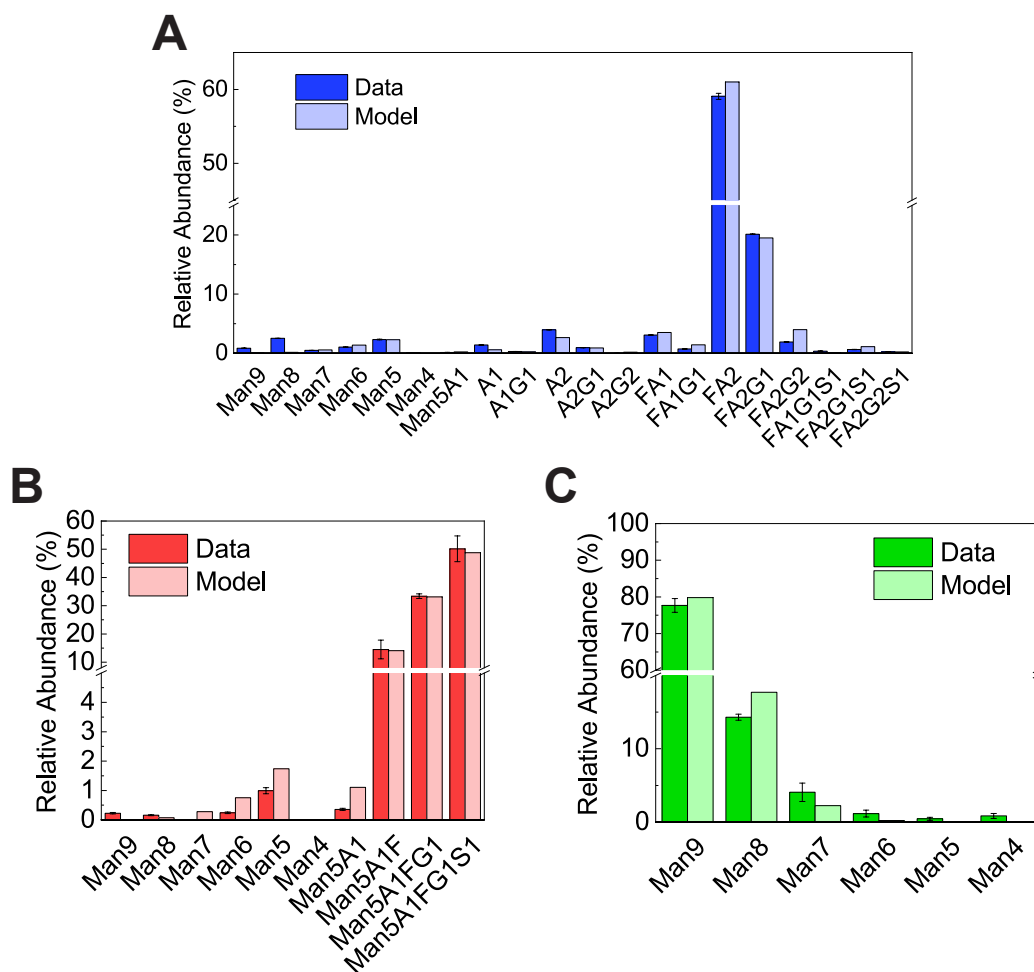 A
Relative Abundance (%)
60
50
20
10
0
Data
Model
Man9
Man8
Man7
Man6
Man5
Man4
Man5A1
A1
A1G1
A2
A2G1
A2G2
FA1
FA1G1
FA2
FA2G1
FA2G2
FA1G1S1
FA2G1S1
FA2G2S1
B
Relative Abundance (%)
60
50
40
30
20
10
4
3
2
1
0
Data
Model
Man9
Man8
Man7
Man6
Man5
Man4
Man5A1
Man5A1F
Man5A1FG1
Man5A1FG1S1
C
Relative Abundance (%)
100
90
80
70
60
10
0
Data
Model
Man9
Man8
Man7
Man6
Man5
Man4